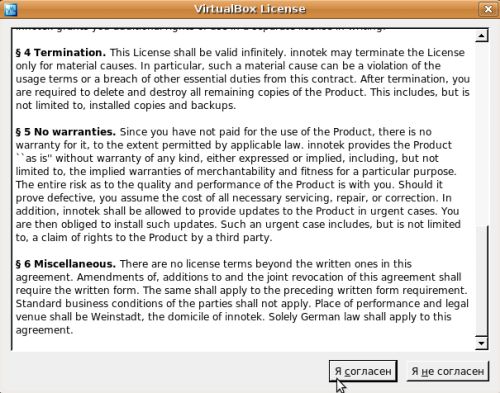 VirtualBox License
innotek grants you additional rights of use in a separate license in writing.
§ 4 Termination. This License shall be valid infinitely. innotek may terminate the License
only for material causes. In particular, such a material cause can be a violation of the
usage terms or a breach of other essential duties from this contract. After termination, you
are required to delete and destroy all remaining copies of the Product. This includes, but is
not limited to, installed copies and backups.
§ 5 No warranties. Since you have not paid for the use of the Product, there is no
warranty for it, to the extent permitted by applicable law. innotek provides the Product
``as is'' without warranty of any kind, either expressed or implied, including, but not
limited to, the implied warranties of merchantability and fitness for a particular purpose.
The entire risk as to the quality and performance of the Product is with you. Should it
prove defective, you assume the cost of all necessary servicing, repair, or correction. In
addition, innotek shall be allowed to provide updates to the Product in urgent cases. You
are then obliged to install such updates. Such an urgent case includes, but is not limited
to, a claim of rights to the Product by a third party.
§ 6 Miscellaneous. There are no license terms beyond the written ones in this
agreement. Amendments of, additions to and the joint revocation of this agreement shall
require the written form. The same shall apply to the preceding written form requirement.
Standard business conditions of the parties shall not apply. Place of performance and legal
venue shall be Weinstadt, the domicile of innotek. Solely German law shall apply to this
agreement.
Я согласен
Я не согласен